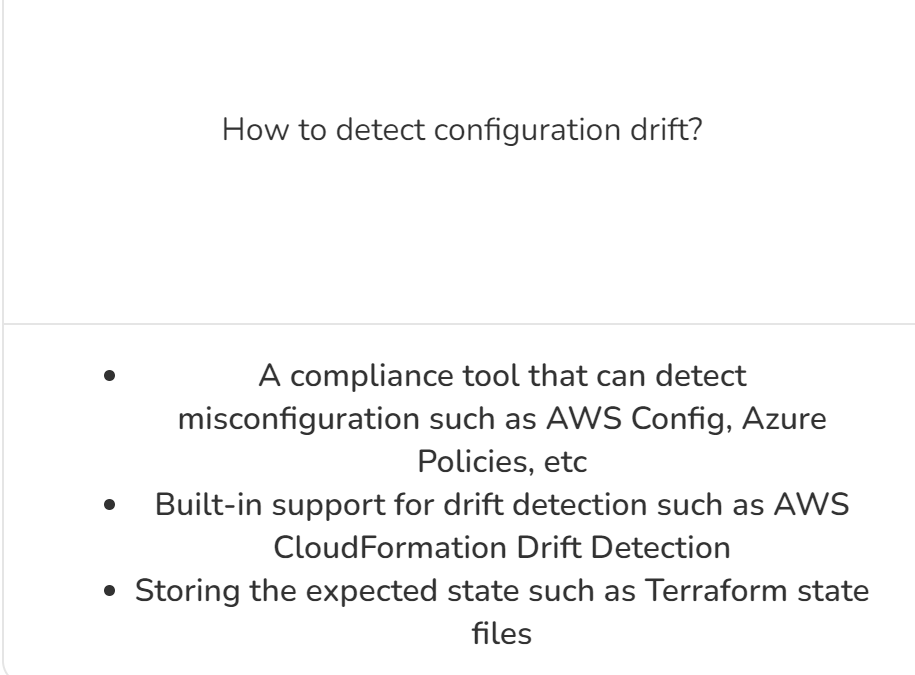 How to detect configuration drift?
• A compliance tool that can detect
misconfiguration such as AWS Config, Azure
Policies, etc
• Built-in support for drift detection such as AWS
CloudFormation Drift Detection
• Storing the expected state such as Terraform state
files